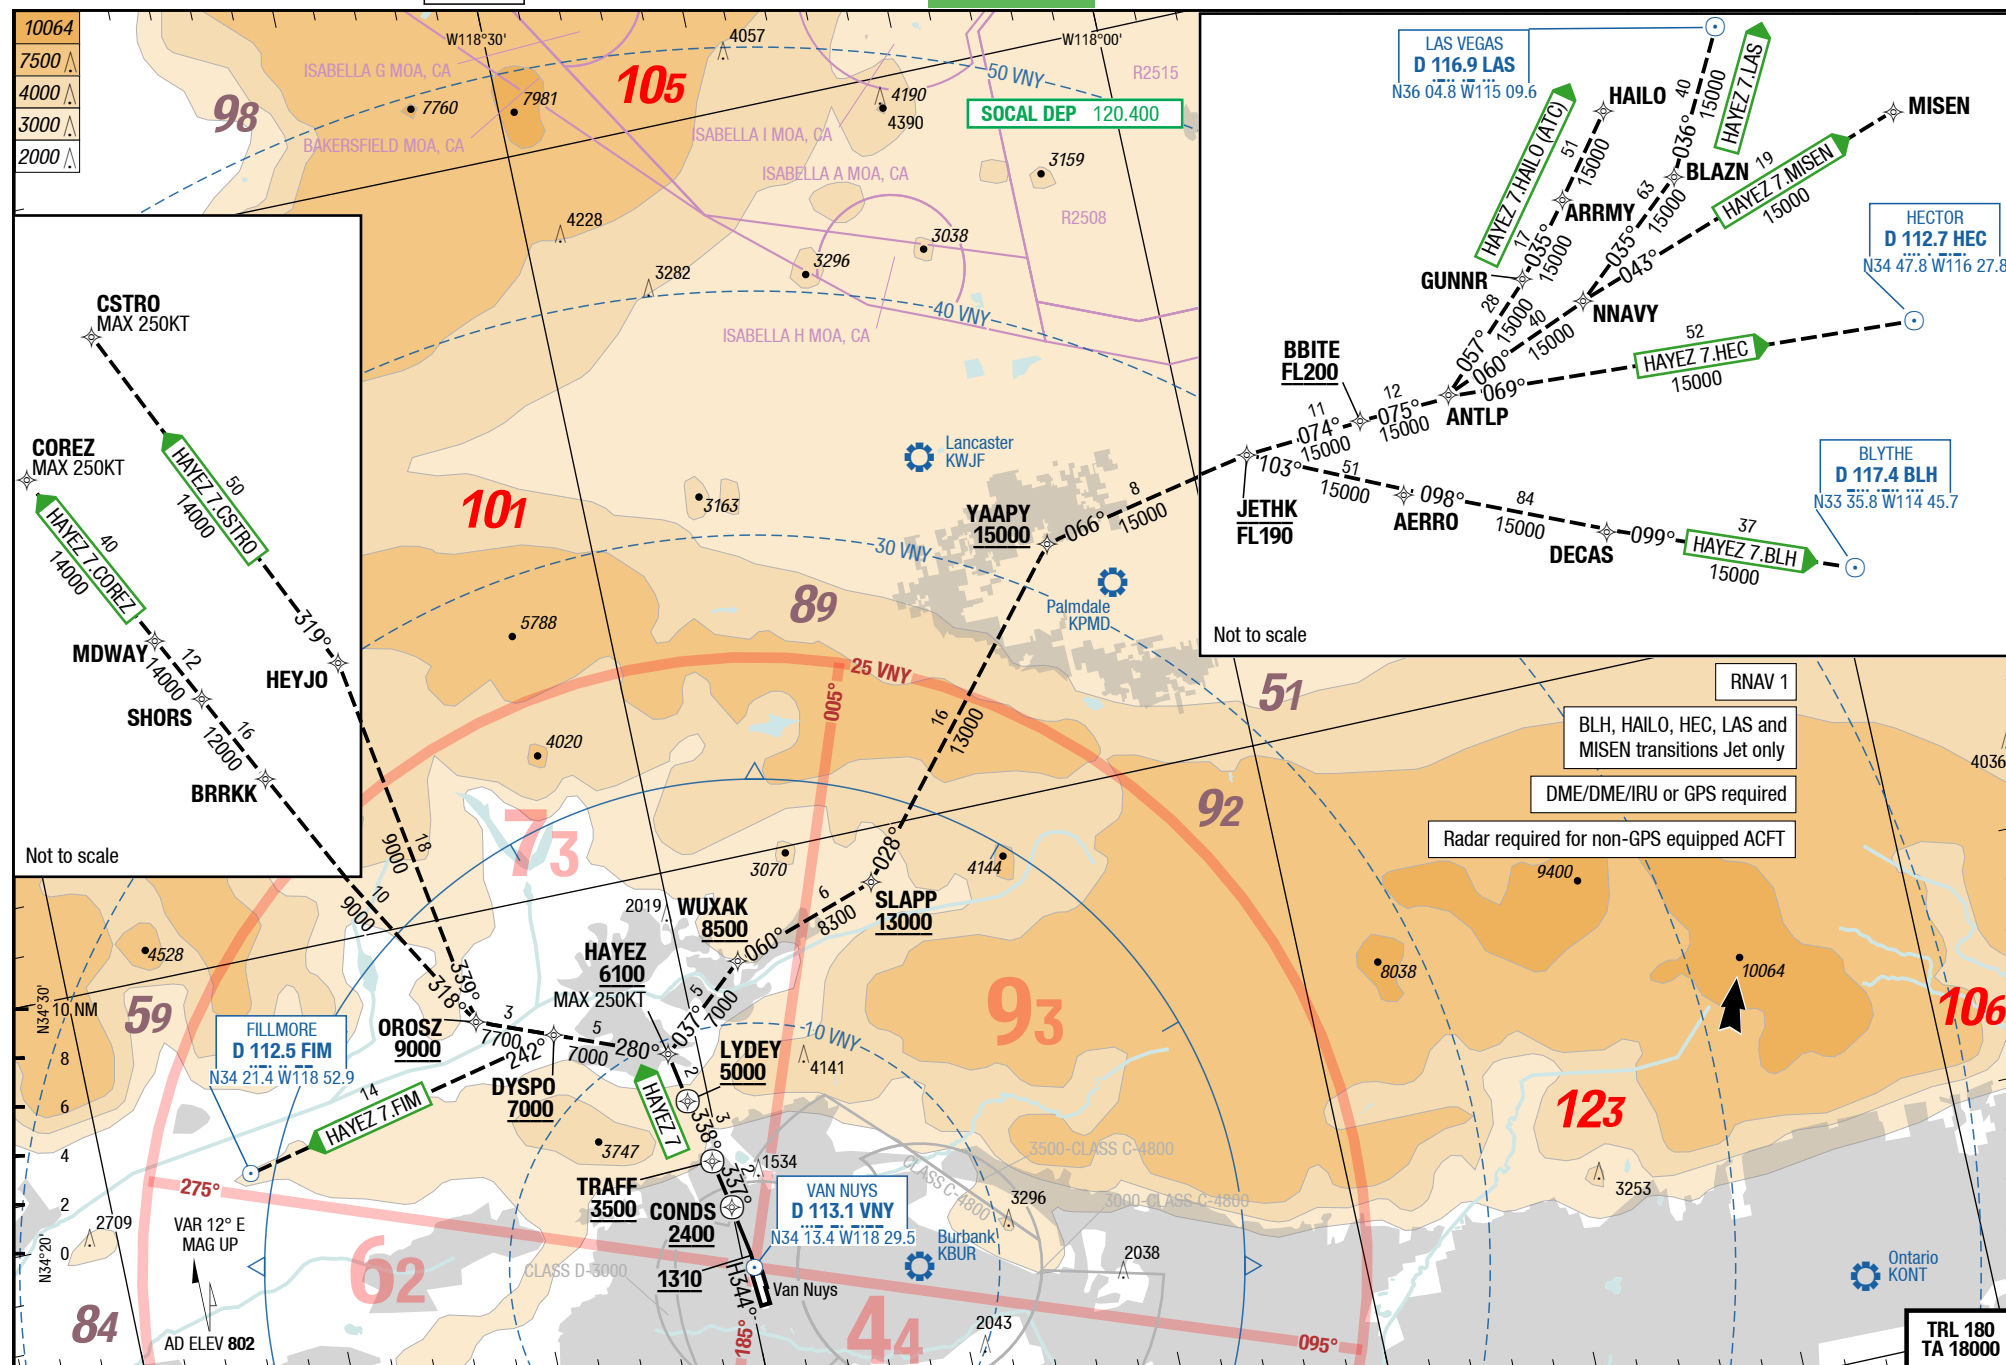 10064
7500
4000
3000
2000
98
W118°30'
4057
W118°00'
50 VNY
ISABELLA G MOA, CA
105
R2515
7760
7981
4190
4390
SOCAL DEP 120.400
BAKERSFIELD MOA, CA
ISABELLA I MOA, CA
ISABELLA A MOA, CA
3159
R2508
4228
3038
3296
3282
40 VNY
ISABELLA H MOA, CA
LAS VEGAS
D 116.9 LAS
N36 04.8 W115 09.6
40
15000
HAYEZ 7.LAS
036°
HAILO
MISEN
HAYEZ 7.HAILO (ATC)
51
15000
BLAZN
19
HAYEZ 7.MISEN
15000
ARRMY
63
15000
035°
17
035°
15000
043°
GUNNR
NNAVY
28
15000
057°
40
15000
060°
HECTOR
D 112.7 HEC
N34 47.8 W116 27.8
52
HAYEZ 7.HEC
15000
069°
ANTLP
BBITE
FL200
12
075°
15000
11
074°
15000
JETHK
FL190
103°
51
15000
AERRO
098°
84
15000
DECAS
099°
37
HAYEZ 7.BLH
15000
BLYTHE
D 117.4 BLH
N33 35.8 W114 45.7
Not to scale
CSTRO
MAX 250KT
50
HAYEZ 7.CSTRO
14000
COREZ
MAX 250KT
40
HAYEZ 7.COREZ
14000
319°
MDWAY
12
14000
HEYJO
SHORS
16
12000
BRRKK
Not to scale
Lancaster
KWJF
101
3163
YAAPY
15000
066°
8
15000
30 VNY
89
Palmdale
KPMD
5788
25 VNY
005°
51
16
13000
4020
RNAV 1
BLH, HAILO, HEC, LAS and
MISEN transitions Jet only
DME/DME/IRU or GPS required
Radar required for non-GPS equipped ACFT
4036
92
73
18
9000
10
9000
3070
028°
4144
9400
SLAPP
13000
6
8300
060°
2019
WUXAK
8500
HAYEZ
6100
MAX 250KT
5
7000
037°
4528
59
N34°30'
10 NM
8
6
4
2
0
N34°20'
339°
318°
OROSZ
9000
3
7700
5
7000
280°
242°
DYSPO
7000
93
8038
10064
106
FILLMORE
D 112.5 FIM
N34 21.4 W118 52.9
14
HAYEZ 7.FIM
HAYEZ 7
LYDEY
5000
10 VNY
4141
2
3
338°
3747
123
3500-CLASS C-4800
CLASS C-4800
3000-CLASS C-4800
1534
TRAFF
3500
2
337°
CONDS
2400
1310
VAN NUYS
D 113.1 VNY
N34 13.4 W118 29.5
3296
3253
275°
2709
VAR 12° E
MAG UP
62
CLASS D-3000
H344°
Van Nuys
Burbank
KBUR
2038
Ontario
KONT
84
AD ELEV 802
185°
44
2043
095°
TRL 180
TA 18000